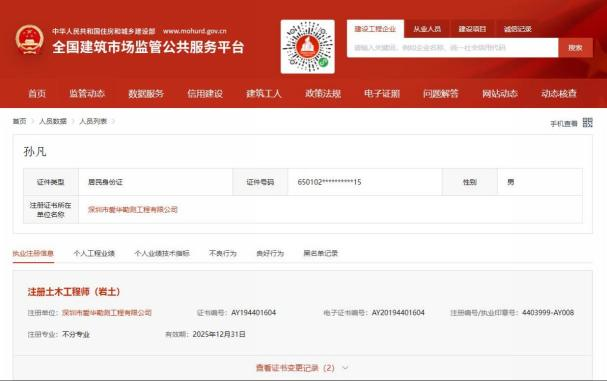 中华人民共和国住房和城乡建设部 www.mohurd.gov.cn
全国建筑市场监管公共服务平台
建设工程企业 从业人员 建设项目 诚信记录
请输入关键词，例如企业名称、统一社会信用代码 搜索
首页 监管动态 数据服务 信用建设 建筑工人 政策法规 电子证照 问题解答 网站动态 动态核查
首页 > 人员数据 > 人员列表 >
手机查看
孙凡
证件类型 居民身份证 证件号码 650102**********15 性别 男
注册证书所在
单位名称
深圳市爱华勘测工程有限公司
执业注册信息 个人工程业绩 个人业绩技术指标 不良行为 良好行为 黑名单记录
注册土木工程师（岩土）
注册单位：深圳市爱华勘测工程有限公司 证书编号：AY194401604 电子证书编号：AY20194401604 注册编号/执业印章号：4403999-AY008
注册专业：不分专业 有效期：2025年12月31日
查看证书变更记录（2）